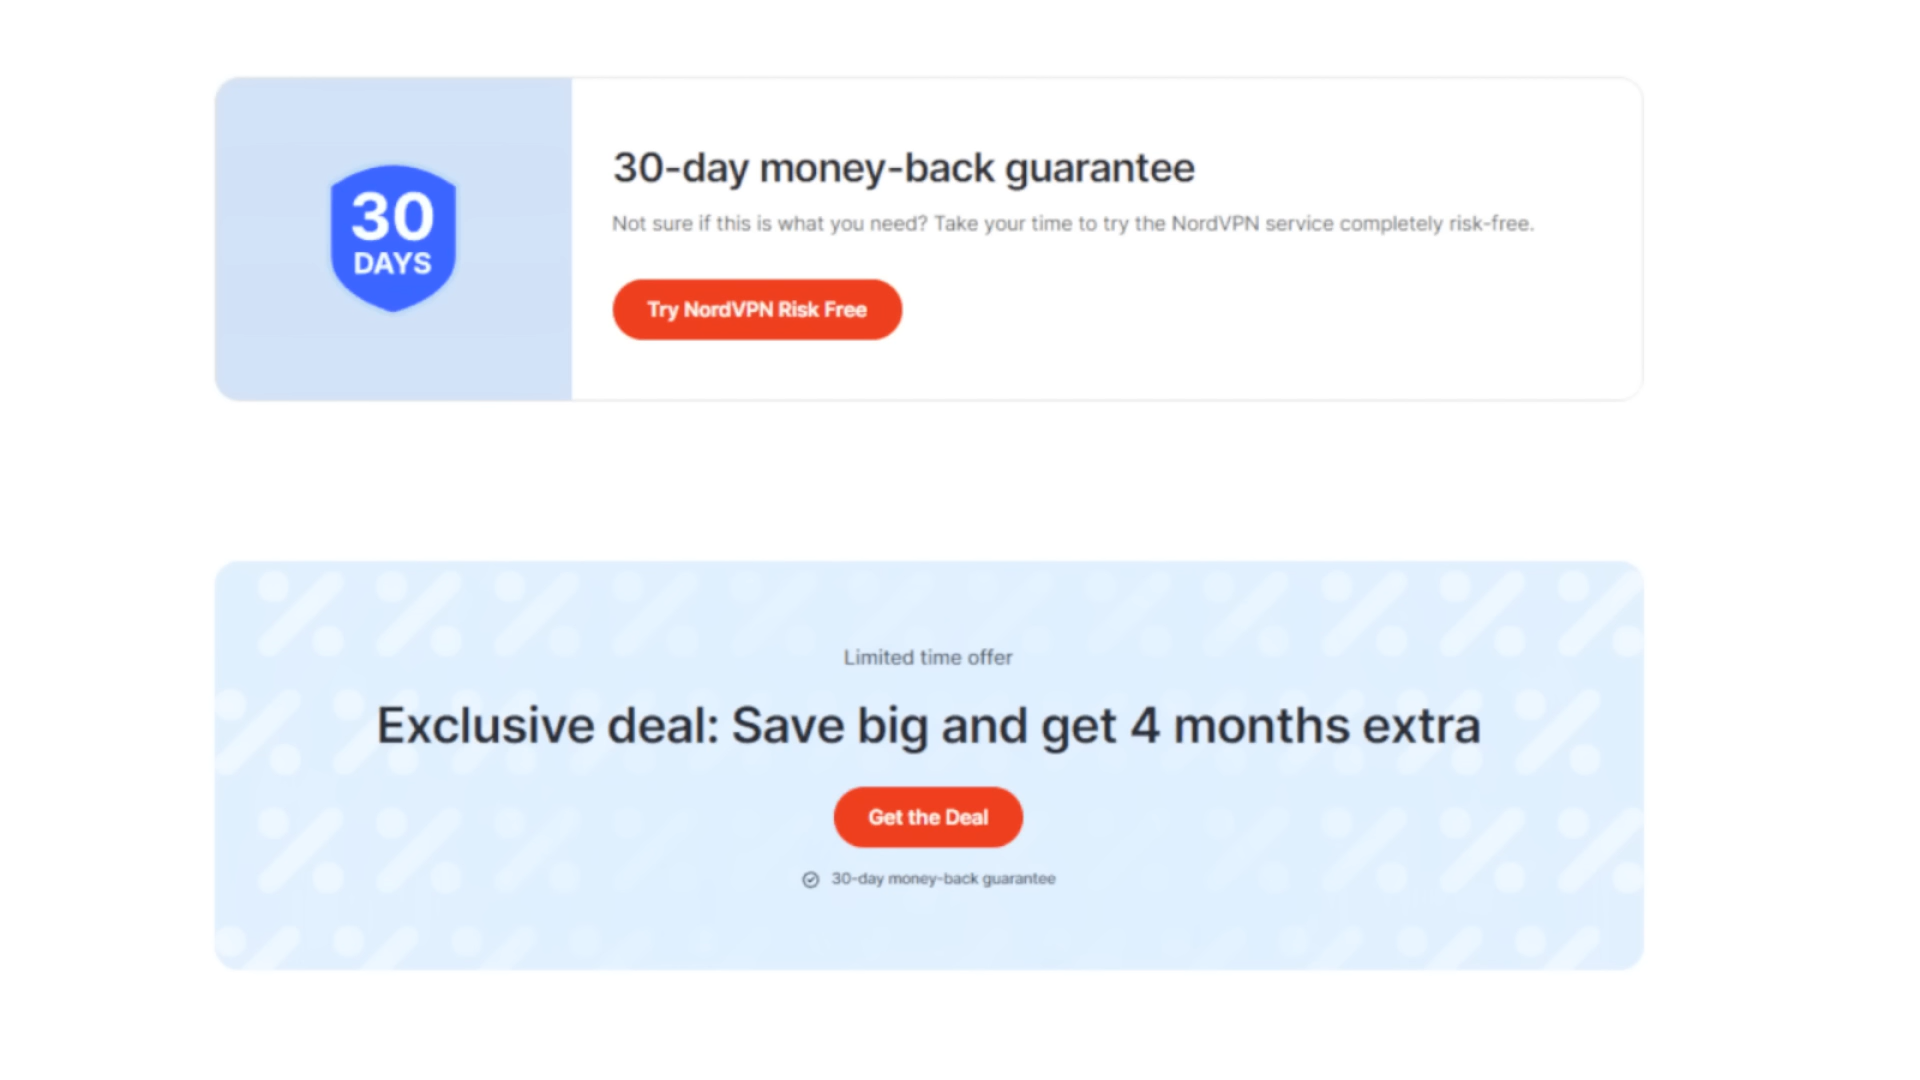 30
DAYS
30-day money-back guarantee
Not sure if this is what you need? Take your time to try the NordVPN service completely risk-free.
Try NordVPN Risk Free
Limited time offer
Exclusive deal: Save big and get 4 months extra
Get the Deal
30-day money-back guarantee